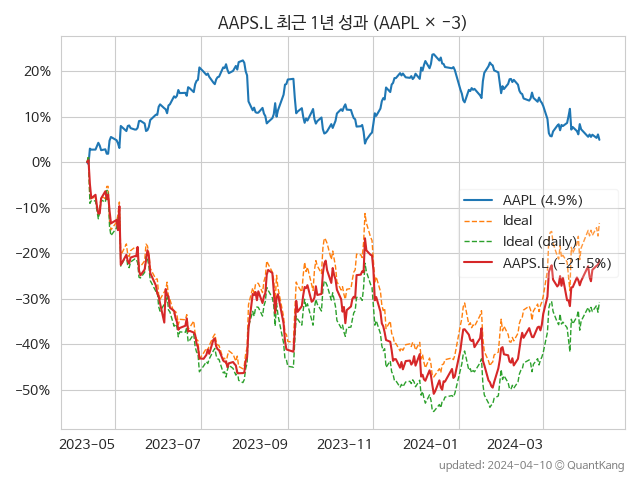 AAPS.L 최근 1년 성과 (AAPL × −3)
20%
10%
0%
−10%
−20%
−30%
−40%
−50%
AAPL (4.9%)
Ideal
Ideal (daily)
AAPS.L (−21.5%)
2023-05
2023-07
2023-09
2023-11
2024-01
2024-03
updated: 2024-04-10 © QuantKang